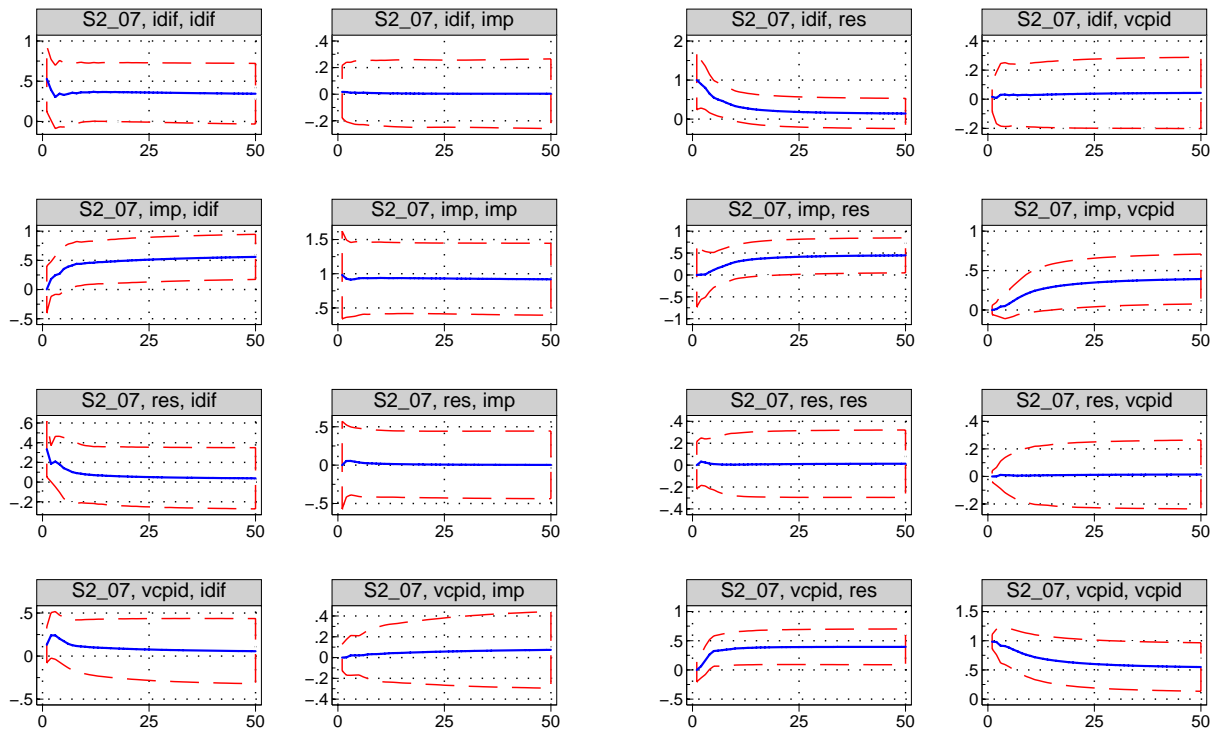 S2_07, idif, idif
1
.5
0
0 25 50
S2_07, idif, imp
.4
.2
0
−.2
0 25 50
S2_07, idif, res
2
1
0
0 25 50
S2_07, idif, vcpid
.4
.2
0
−.2
0 25 50
S2_07, imp, idif
1
.5
0
−.5
0 25 50
S2_07, imp, imp
1.5
1
.5
0 25 50
S2_07, imp, res
1
.5
0
−.5
−1
0 25 50
S2_07, imp, vcpid
1
.5
0
0 25 50
S2_07, res, idif
.6
.4
.2
0
−.2
0 25 50
S2_07, res, imp
.5
0
−.5
0 25 50
S2_07, res, res
.4
.2
0
−.2
−.4
0 25 50
S2_07, res, vcpid
.4
.2
0
−.2
0 25 50
S2_07, vcpid, idif
.5
0
−.5
0 25 50
S2_07, vcpid, imp
.4
.2
0
−.2
−.4
0 25 50
S2_07, vcpid, res
1
.5
0
−.5
0 25 50
S2_07, vcpid, vcpid
1.5
1
.5
0
0 25 50